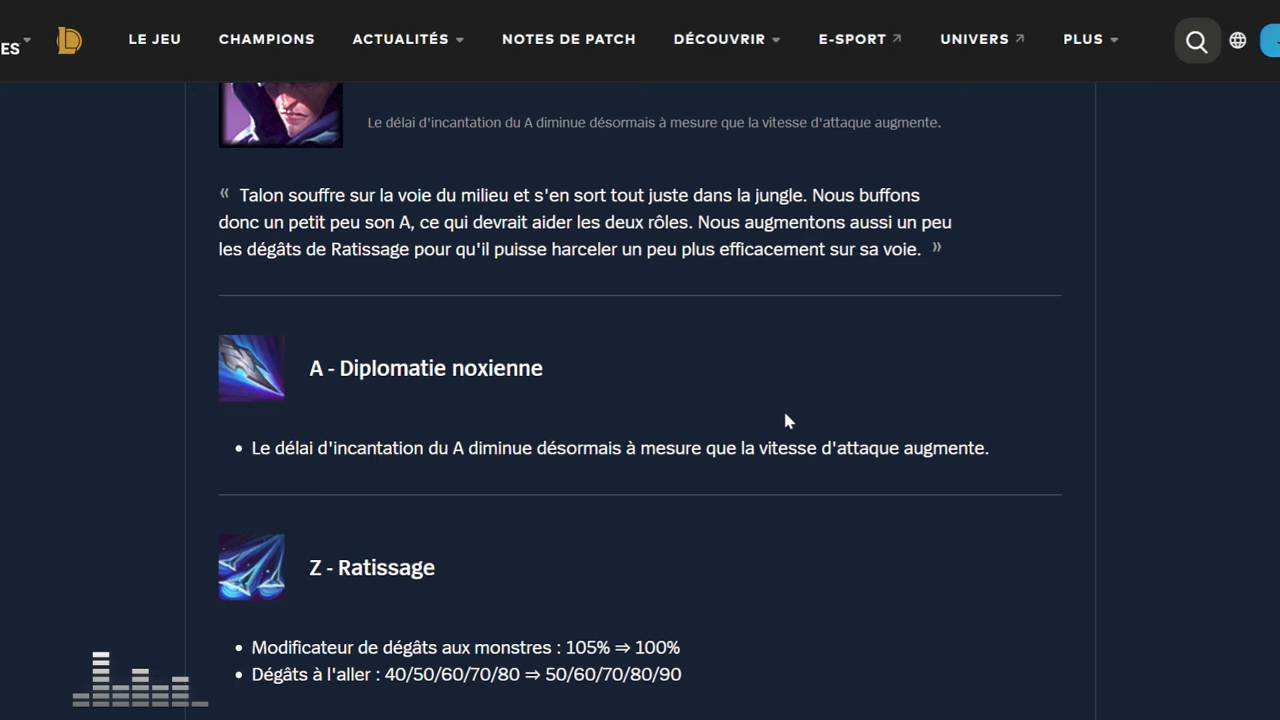 ES
LE JEU CHAMPIONS ACTUALITÉS NOTES DE PATCH DÉCOUVRIR E-SPORT UNIVERS PLUS
Le délai d'incantation du A diminue désormais à mesure que la vitesse d'attaque augmente.
« Talon souffre sur la voie du milieu et s'en sort tout juste dans la jungle. Nous buffons
donc un petit peu son A, ce qui devrait aider les deux rôles. Nous augmentons aussi un peu
les dégâts de Ratissage pour qu'il puisse harceler un peu plus efficacement sur sa voie. »
A - Diplomatie noxienne
• Le délai d'incantation du A diminue désormais à mesure que la vitesse d'attaque augmente.
Z - Ratissage
• Modificateur de dégâts aux monstres : 105% ⇒ 100%
• Dégâts à l'aller : 40/50/60/70/80 ⇒ 50/60/70/80/90